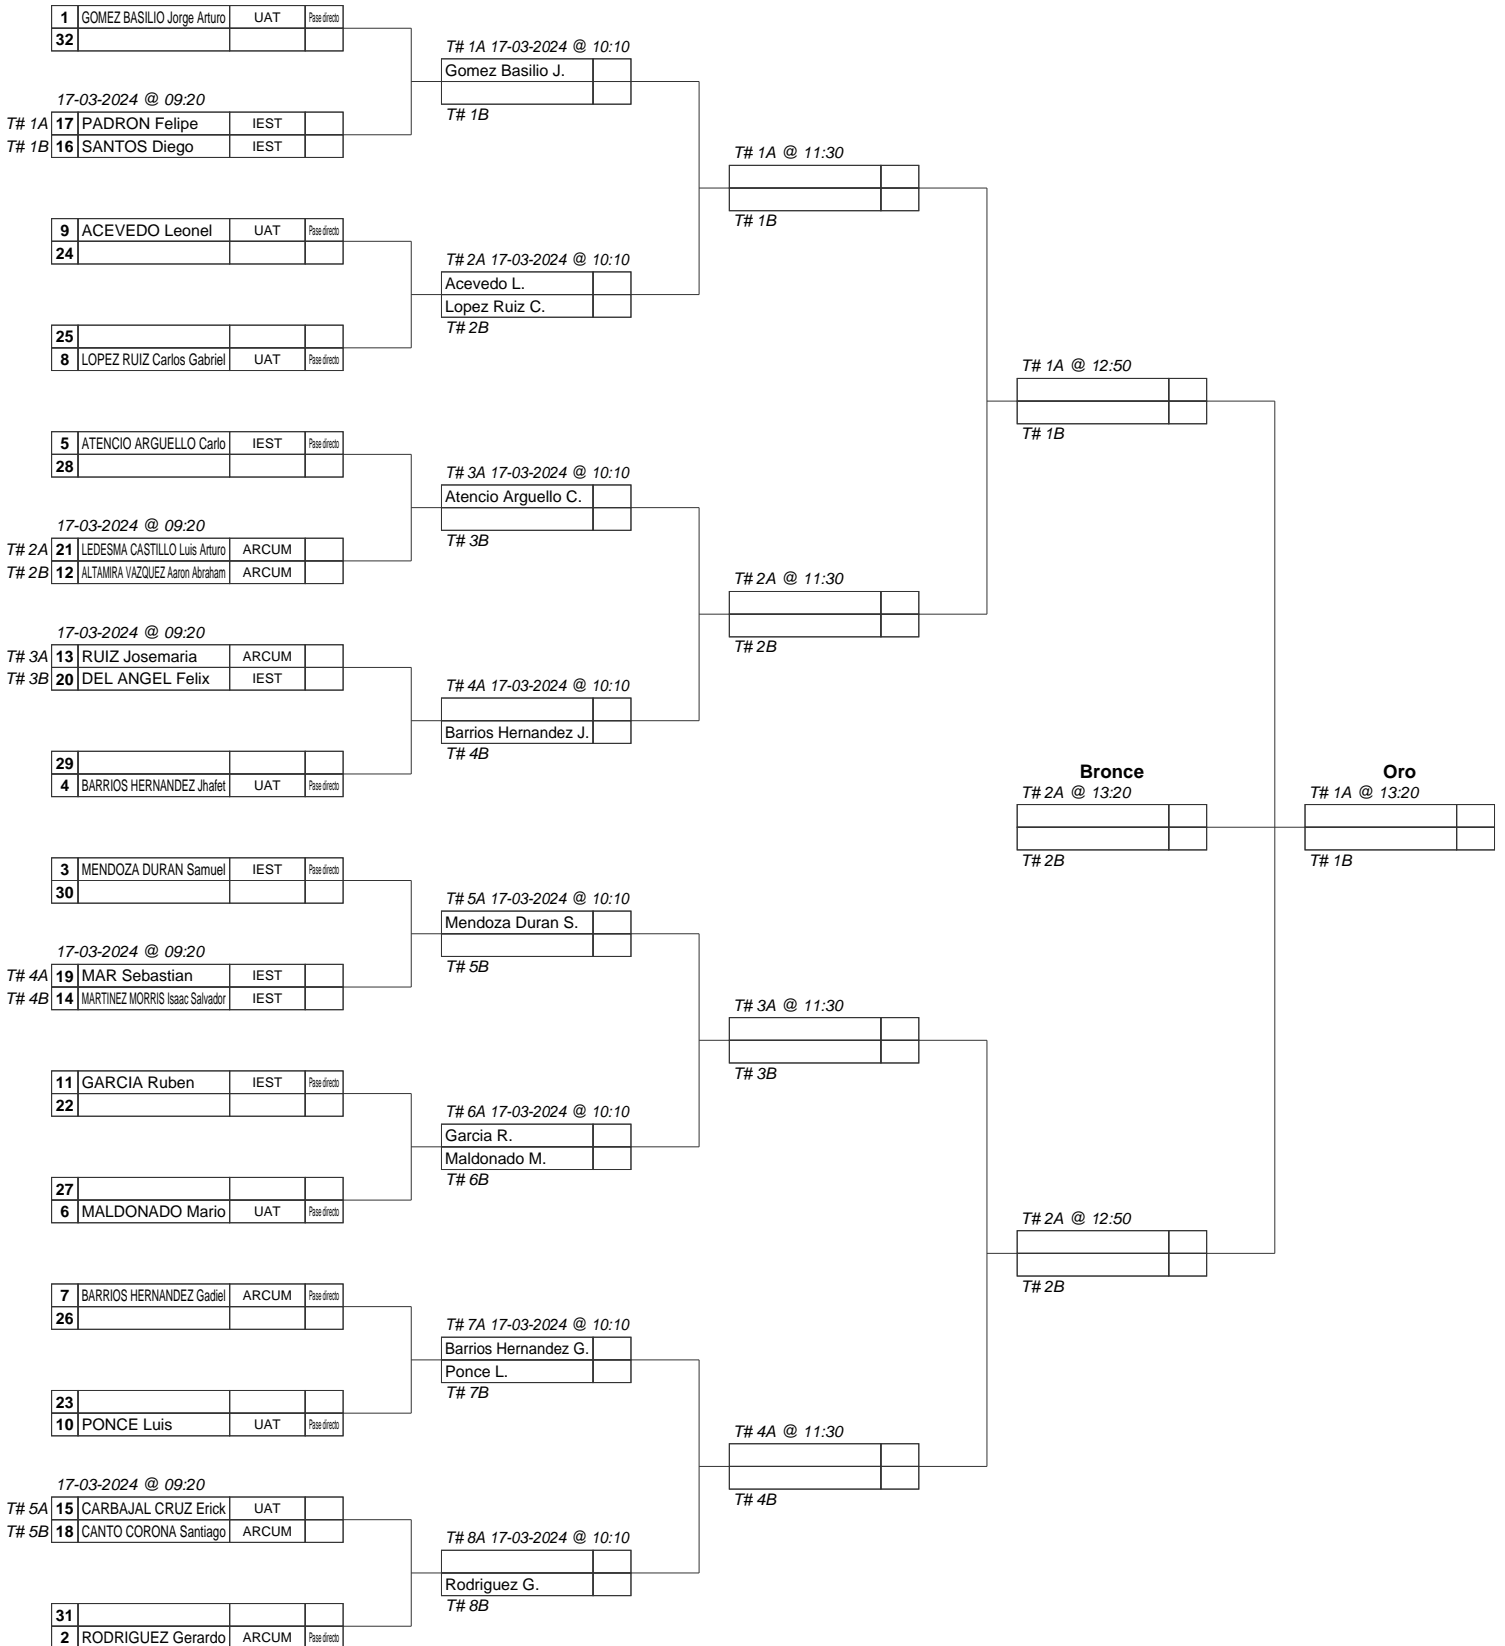 1 GOMEZ BASILIO Jorge Arturo UAT Pase directo
32
17-03-2024 @ 09:20
T# 1A 17 PADRON Felipe IEST
T# 1B 16 SANTOS Diego IEST
9 ACEVEDO Leonel UAT Pase directo
24
25
8 LOPEZ RUIZ Carlos Gabriel UAT Pase directo
5 ATENCIO ARGUELLO Carlo IEST Pase directo
28
17-03-2024 @ 09:20
T# 2A 21 LEDESMA CASTILLO Luis Arturo ARCUM
T# 2B 12 ALTAMIRA VAZQUEZ Aaron Abraham ARCUM
17-03-2024 @ 09:20
T# 3A 13 RUIZ Josemaria ARCUM
T# 3B 20 DEL ANGEL Felix IEST
29
4 BARRIOS HERNANDEZ Jhafet UAT Pase directo
3 MENDOZA DURAN Samuel IEST Pase directo
30
17-03-2024 @ 09:20
T# 4A 19 MAR Sebastian IEST
T# 4B 14 MARTINEZ MORRIS Isaac Salvador IEST
11 GARCIA Ruben IEST Pase directo
22
27
6 MALDONADO Mario UAT Pase directo
7 BARRIOS HERNANDEZ Gadiel ARCUM Pase directo
26
23
10 PONCE Luis UAT Pase directo
17-03-2024 @ 09:20
T# 5A 15 CARBAJAL CRUZ Erick UAT
T# 5B 18 CANTO CORONA Santiago ARCUM
31
2 RODRIGUEZ Gerardo ARCUM Pase directo
T# 1A 17-03-2024 @ 10:10
Gomez Basilio J.
T# 1B
T# 2A 17-03-2024 @ 10:10
Acevedo L.
Lopez Ruiz C.
T# 2B
T# 3A 17-03-2024 @ 10:10
Atencio Arguello C.
T# 3B
T# 4A 17-03-2024 @ 10:10
Barrios Hernandez J.
T# 4B
T# 5A 17-03-2024 @ 10:10
Mendoza Duran S.
T# 5B
T# 6A 17-03-2024 @ 10:10
Garcia R.
Maldonado M.
T# 6B
T# 7A 17-03-2024 @ 10:10
Barrios Hernandez G.
Ponce L.
T# 7B
T# 8A 17-03-2024 @ 10:10
Rodriguez G.
T# 8B
T# 1A @ 11:30
T# 1B
T# 2A @ 11:30
T# 2B
T# 3A @ 11:30
T# 3B
T# 4A @ 11:30
T# 4B
T# 1A @ 12:50
T# 1B
Bronce
T# 2A @ 13:20
T# 2B
T# 2A @ 12:50
T# 2B
Oro
T# 1A @ 13:20
T# 1B